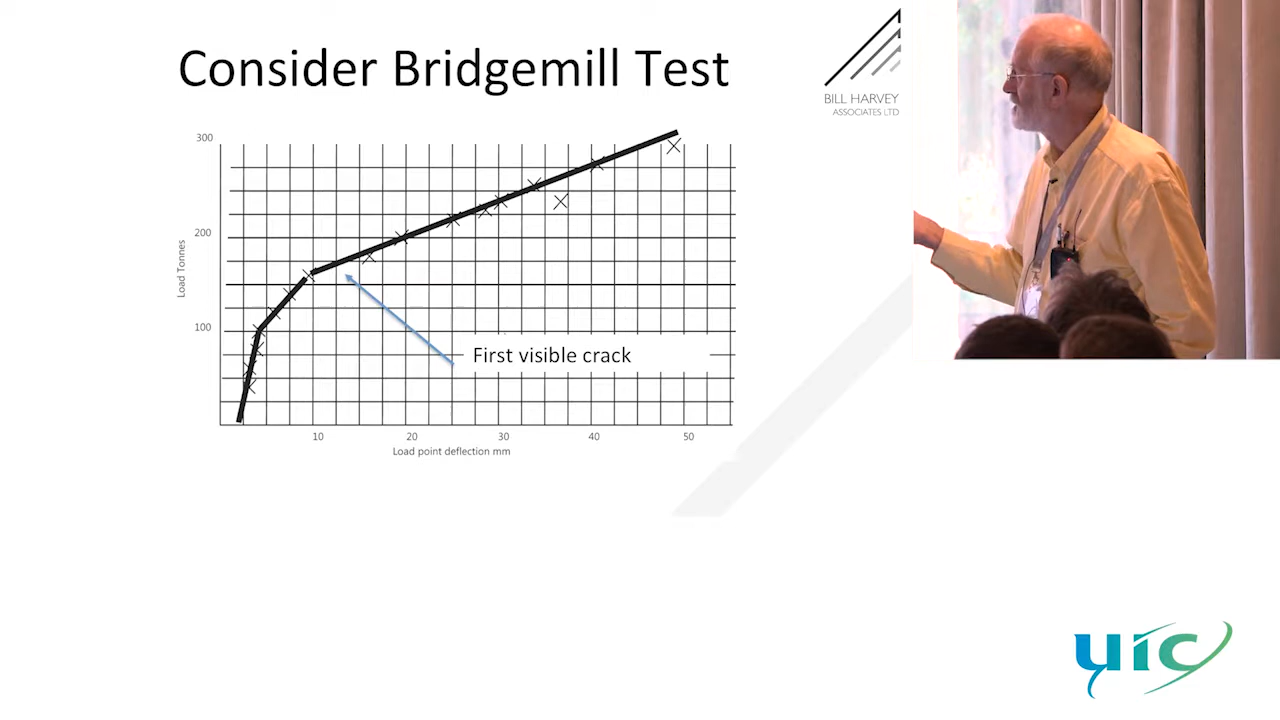 Consider Bridgemill Test
BILL HARVEY
ASSOCIATES LTD
300
200
100
Load Tonnes
First visible crack
10 20 30 40 50
Load point deflection mm
uic